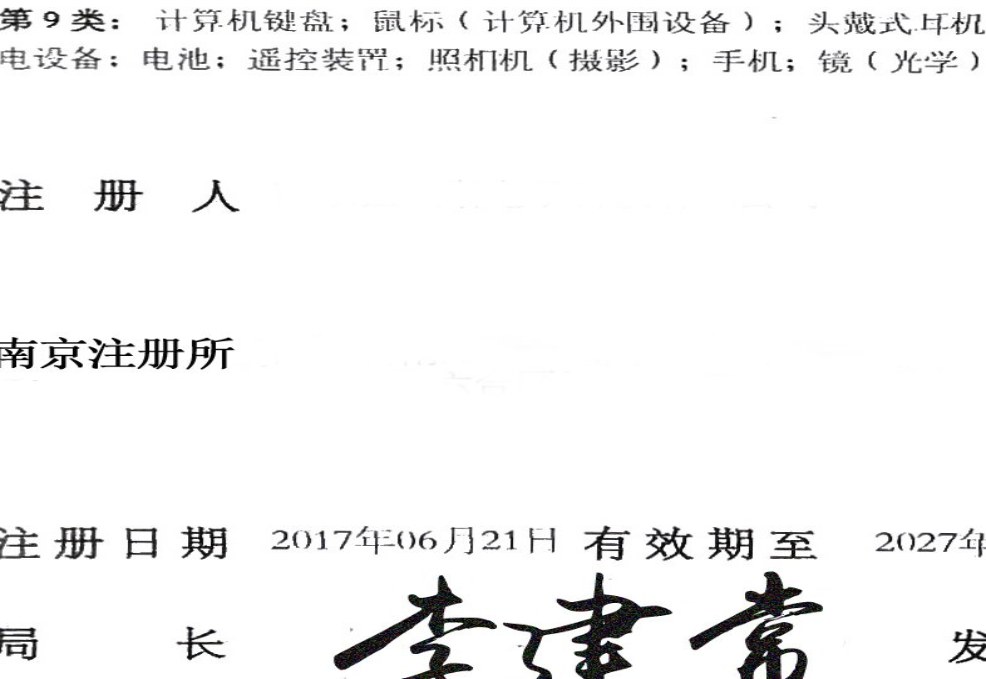 第9类：计算机键盘；鼠标（计算机外围设备）；头戴式耳机
电设备；电池；遥控装置；照相机（摄影）；手机；镜（光学）
注 册 人
南京注册所
注册日期 2017年06月21日 有效期至 2027年
局 长 李建常 发